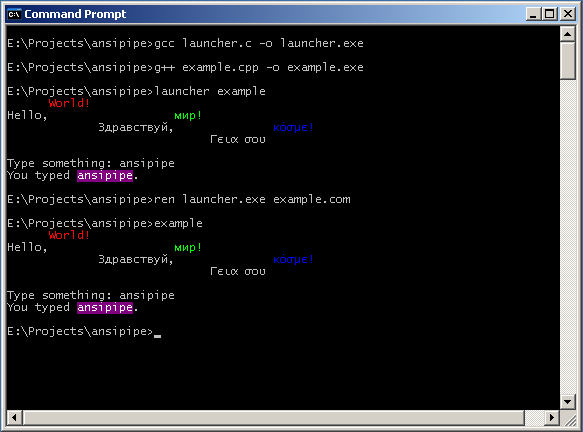 Command Prompt
E:\Projects\ansipipe>gcc launcher.c -o launcher.exe
E:\Projects\ansipipe>g++ example.cpp -o example.exe
E:\Projects\ansipipe>launcher example
World!
Hello, мир!
Здравствуй, κοσμε!
Γεια σου
Type something: ansipipe
You typed ansipipe.
E:\Projects\ansipipe>ren launcher.exe example.com
E:\Projects\ansipipe>example
World!
Hello, мир!
Здравствуй, κοσμε!
Γεια σου
Type something: ansipipe
You typed ansipipe.
E:\Projects\ansipipe>_